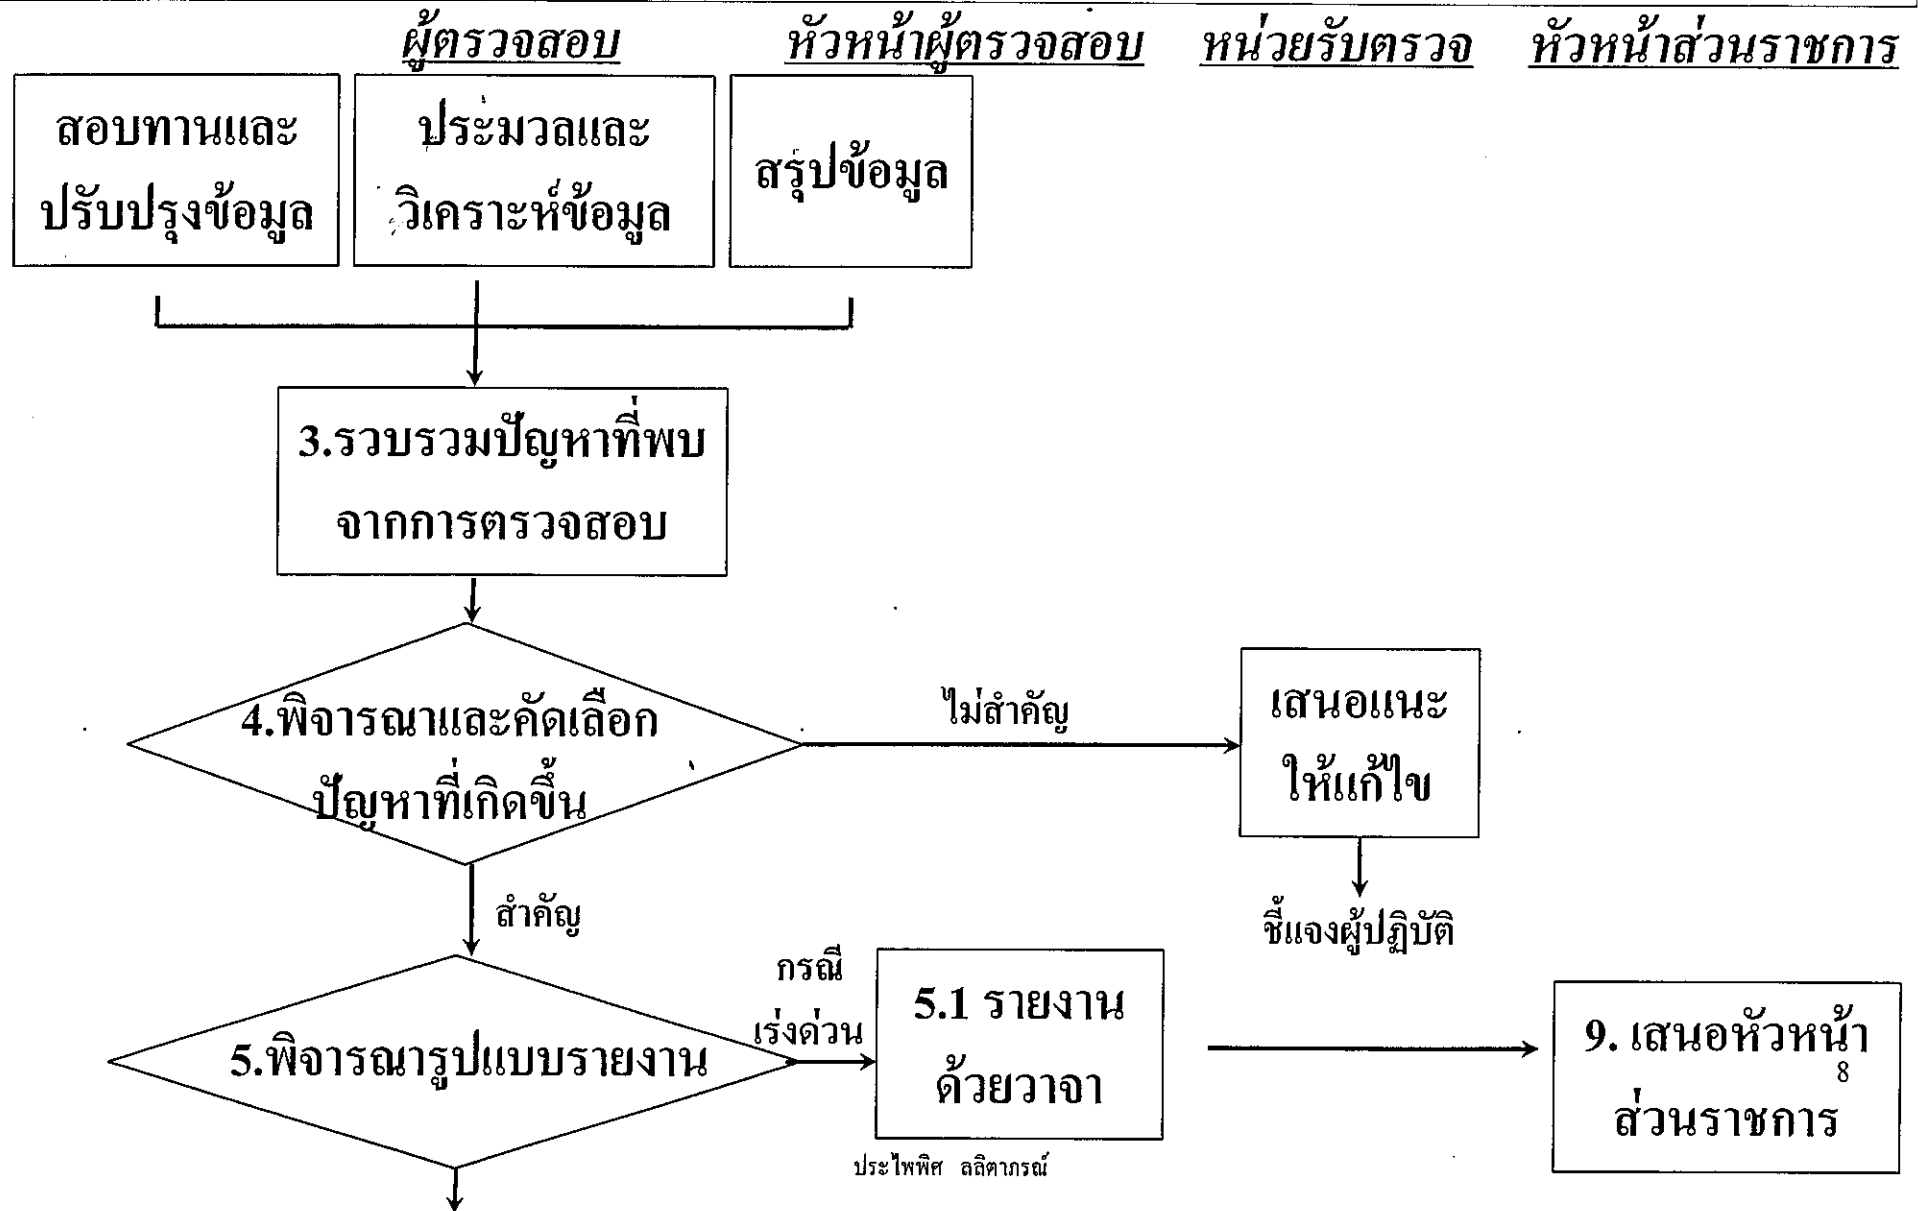 ผู้ตรวจสอบ หัวหน้าผู้ตรวจสอบ หน่วยรับตรวจ หัวหน้าส่วนราชการ
สอบทานและ
ปรับปรุงข้อมูล
ประมวลและ
วิเคราะห์ข้อมูล
สรุปข้อมูล
3.รวบรวมปัญหาที่พบ
จากการตรวจสอบ
4.พิจารณาและคัดเลือก
ปัญหาที่เกิดขึ้น
ไม่สำคัญ
เสนอแนะ
ให้แก้ไข
ชี้แจงผู้ปฏิบัติ
สำคัญ
5.พิจารณารูปแบบรายงาน
กรณี
เร่งด่วน
5.1 รายงาน
ด้วยวาจา
9. เสนอหัวหน้า
ส่วนราชการ
8
ประไพพิศ ลลิตาภรณ์